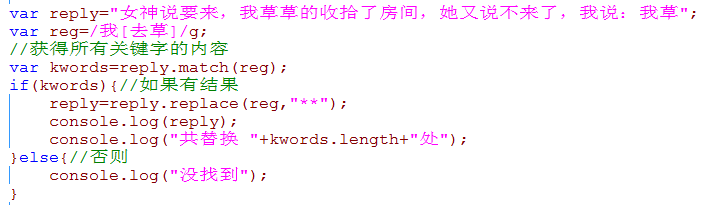 var reply="女神说要来，我草草的收拾了房间，她又说不来了，我说：我草";
var reg=/我[去草]/g;
//获得所有关键字的内容
var kwords=reply.match(reg);
if(kwords){//如果有结果
    reply=reply.replace(reg,"**");
    console.log(reply);
    console.log("共替换 "+kwords.length+"处");
}else{//否则
    console.log("没找到");
}